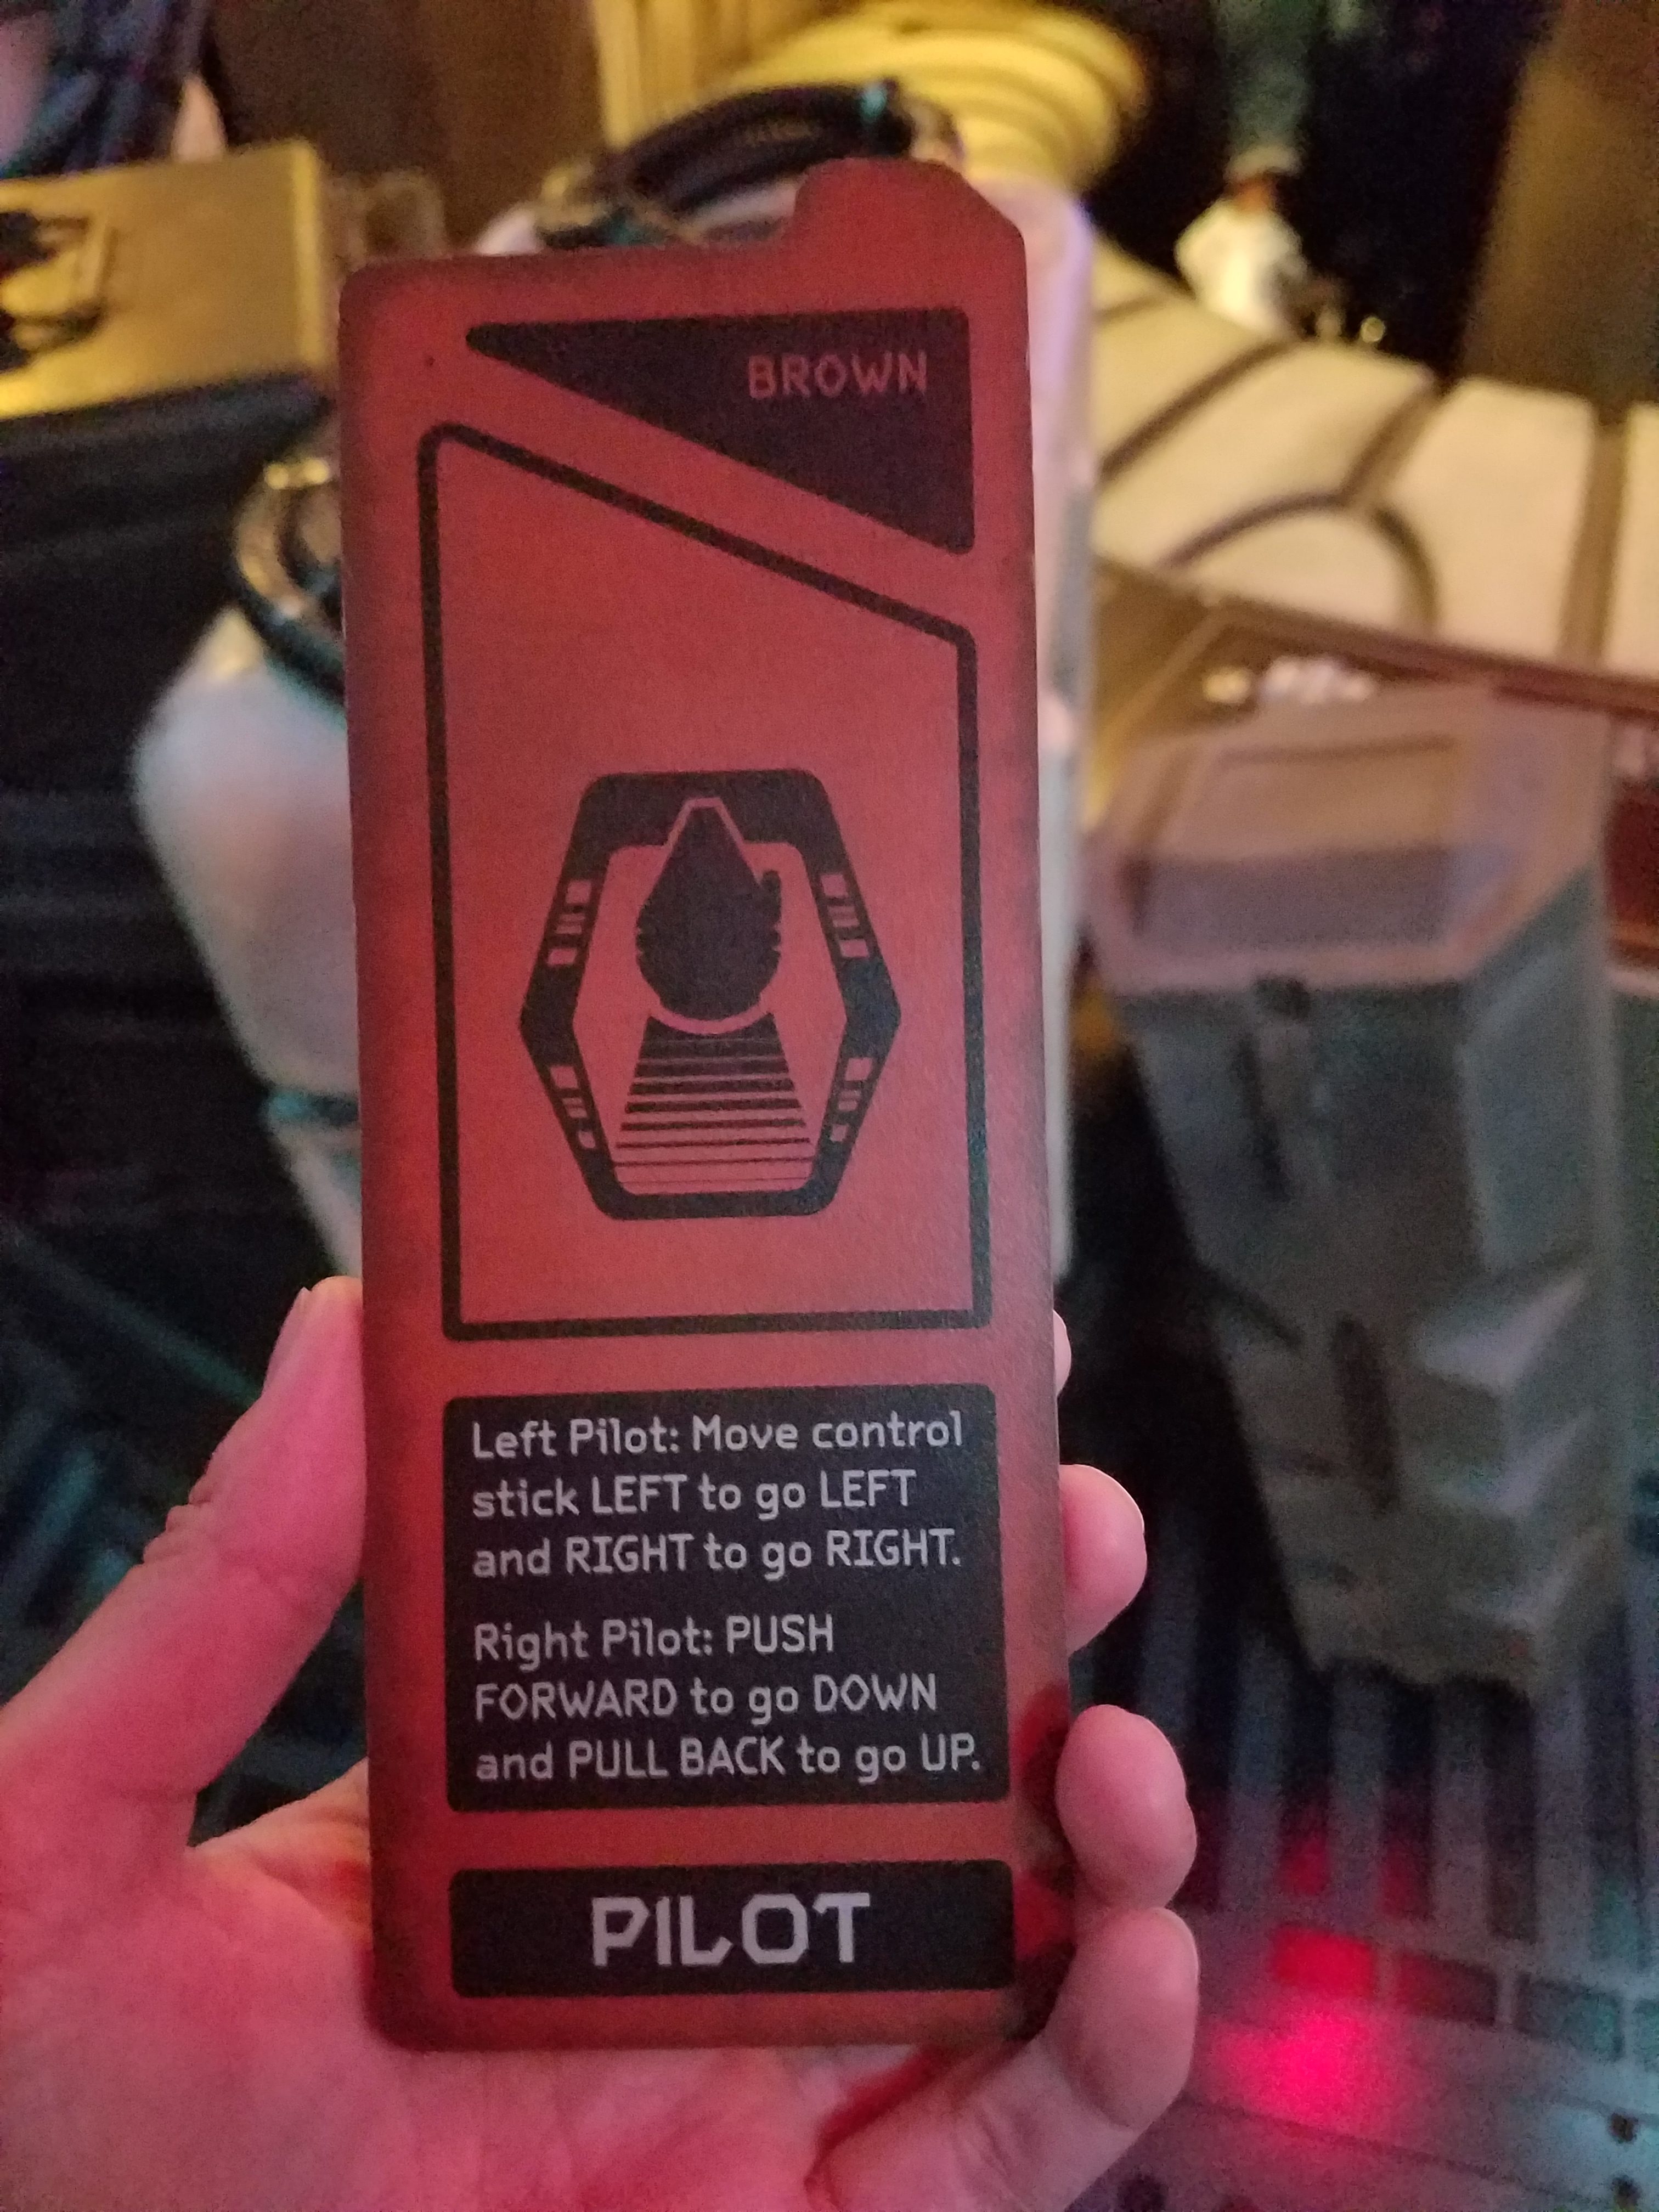 BROWN
Left Pilot: Move control
stick LEFT to go LEFT
and RIGHT to go RIGHT.
Right Pilot: PUSH
FORWARD to go DOWN
and PULL BACK to go UP.
PILOT